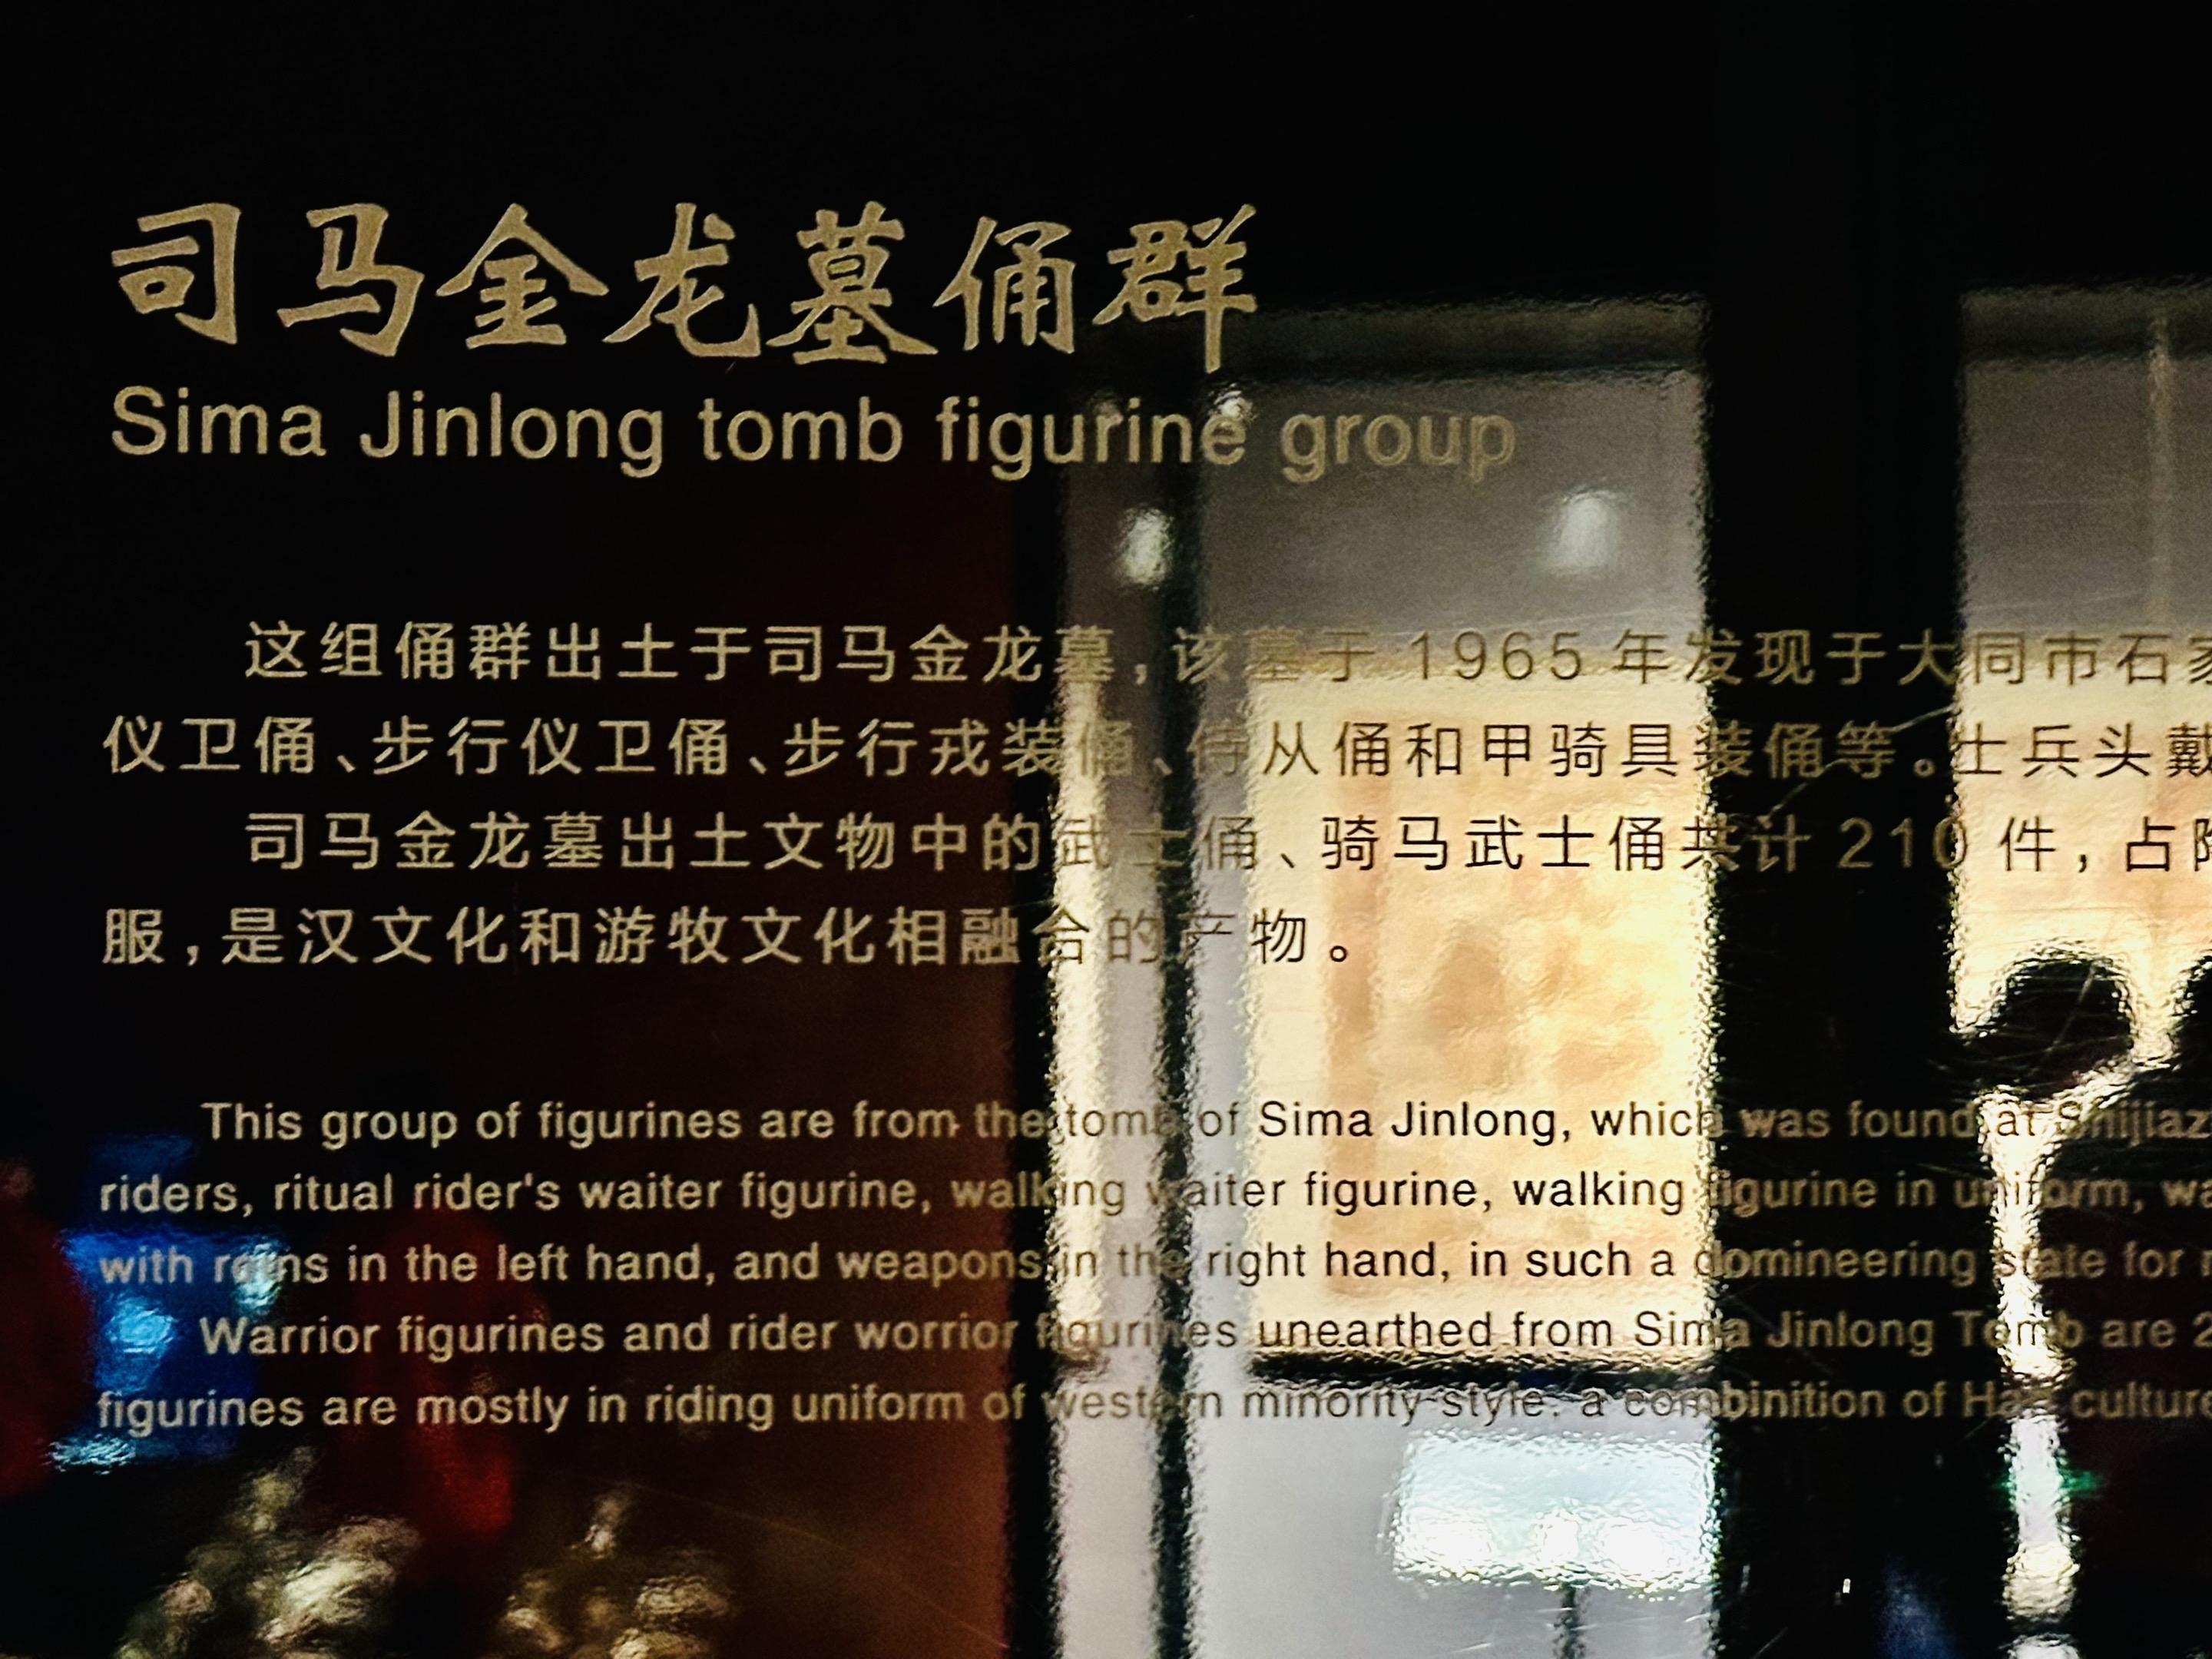 司马金龙墓俑群
Sima Jinlong tomb figurine group
这组俑群出土于司马金龙墓，该墓于 1965 年发现于大同市石家
仪卫俑、步行仪卫俑、步行戎装俑、侍从俑和甲骑具装俑等。士兵头戴
司马金龙墓出土文物中的武士俑、骑马武士俑共计 210 件，占
服，是汉文化和游牧文化相融合的产物。
This group of figurines are from the tomb of Sima Jinlong, which was found at Shijiaz
riders, ritual rider's waiter figurine, walking waiter figurine, walking figurine in uniform, wa
with reins in the left hand, and weapons in the right hand, in such a domineering state for
Warrior figurines and rider worrior figurines unearthed from Sima Jinlong Tomb are 2
figurines are mostly in riding uniform of western minority style. a combinition of Han culture